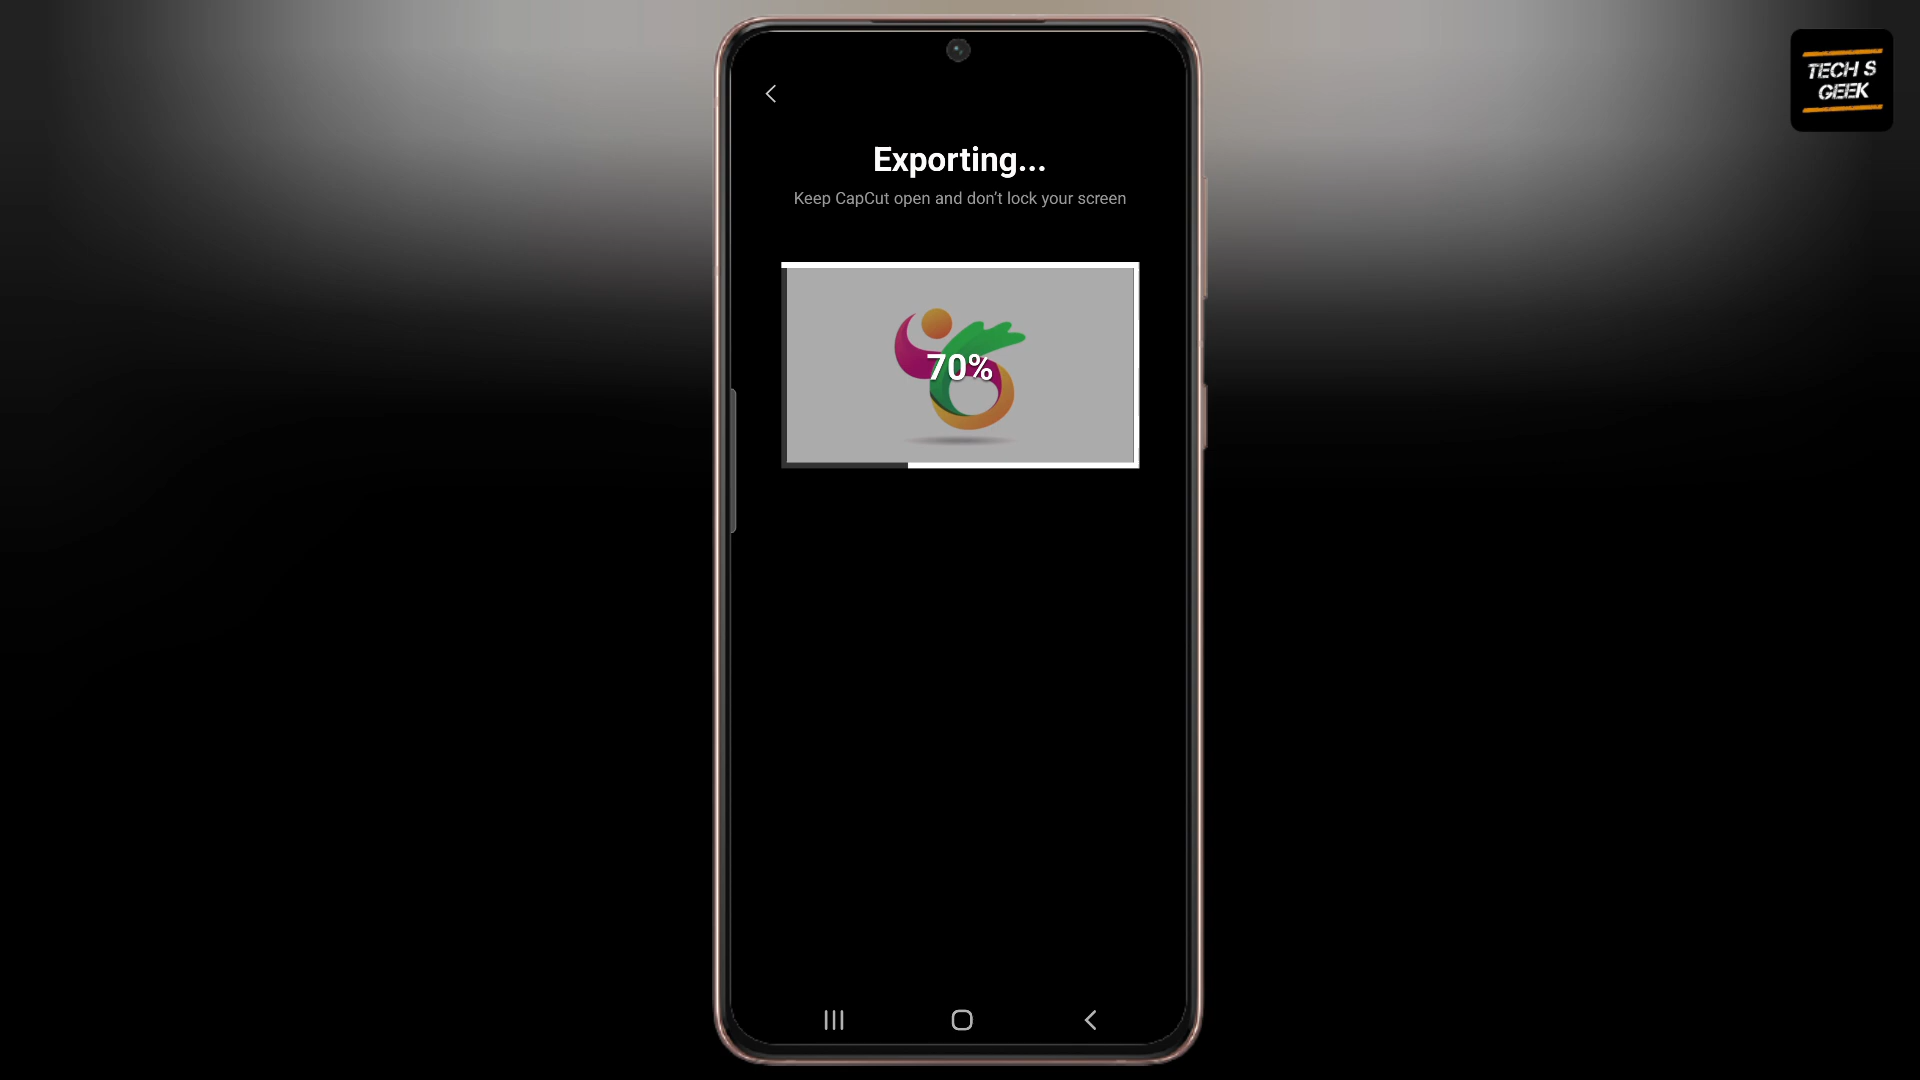 TECH S
GEEK
Exporting...
Keep CapCut open and don't lock your screen
70%